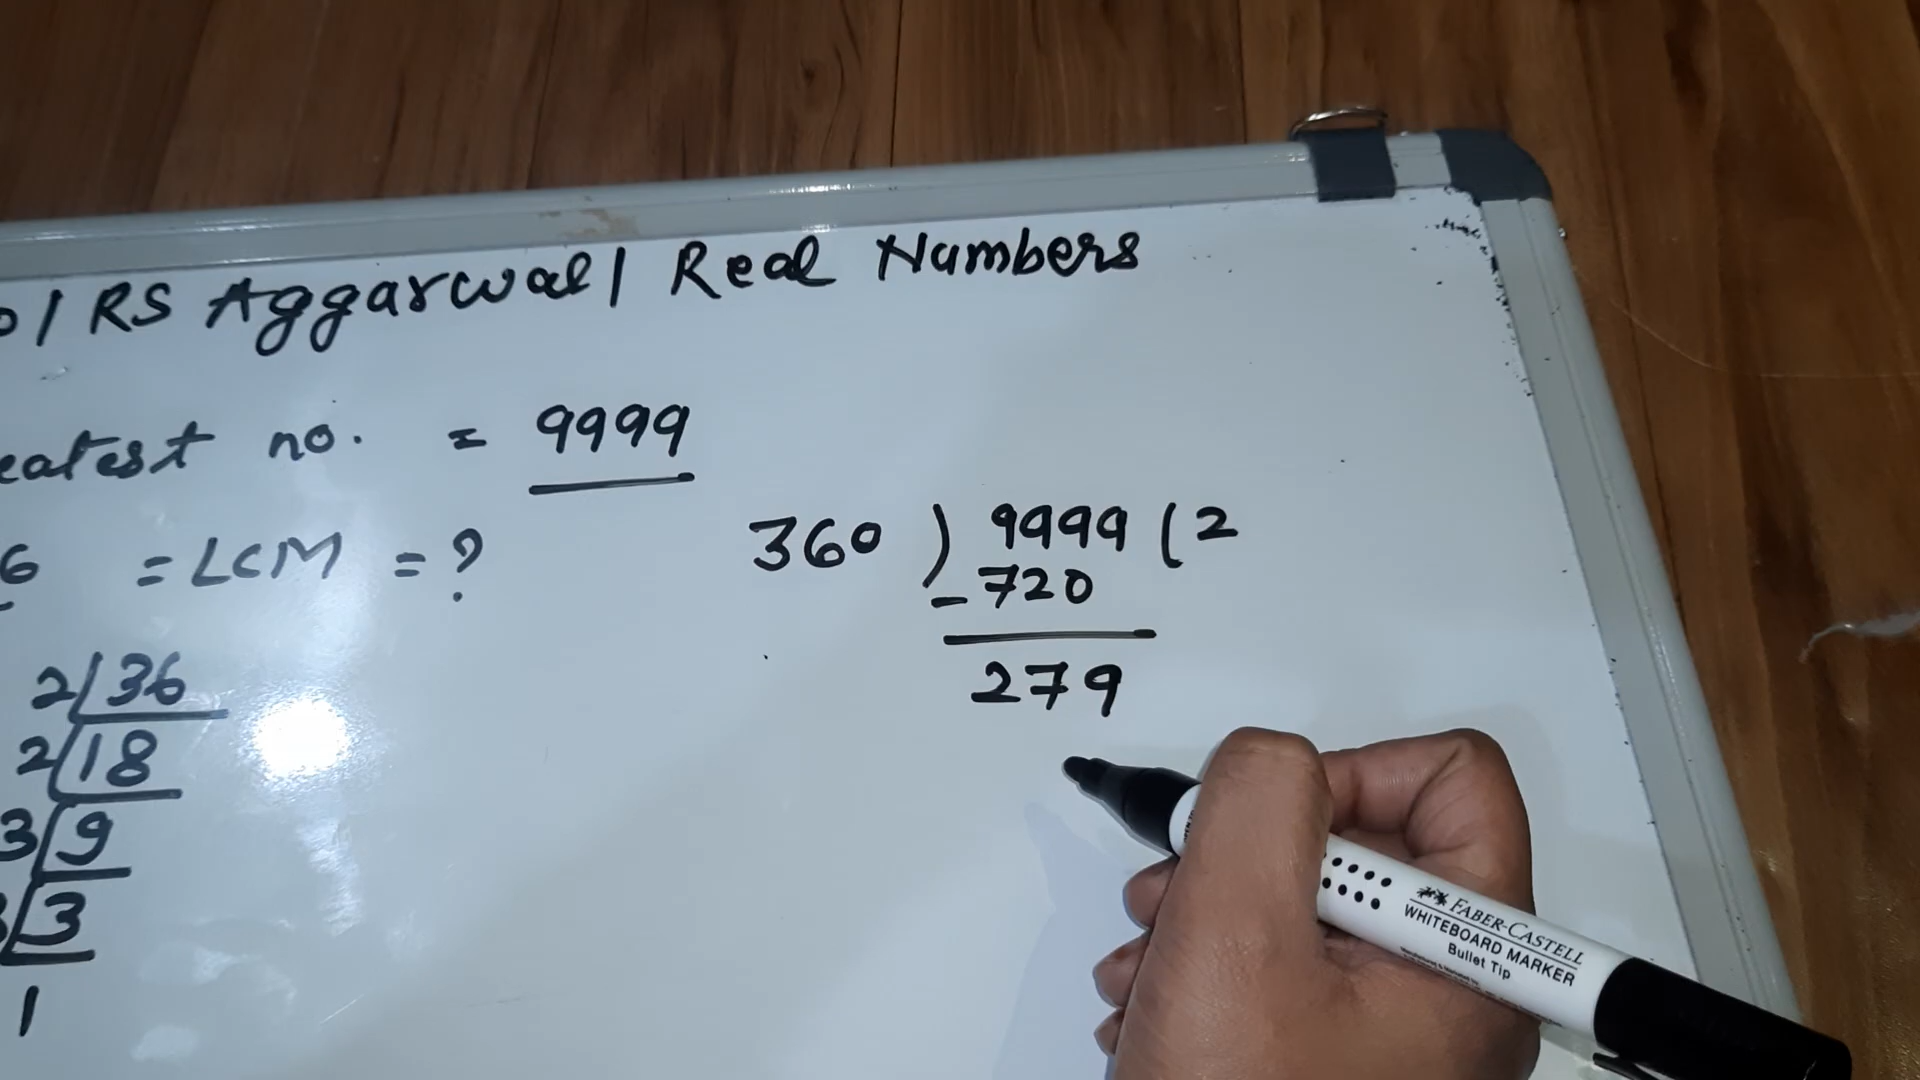 / RS Aggarwal / Real Numbers
eatest no. = 9999
6 = LCM = ?
360 ) 9999 ( 2
- 720
279
2 36
2 18
3 9
3 3
1
FABER-CASTELL
WHITEBOARD MARKER
Bullet Tip